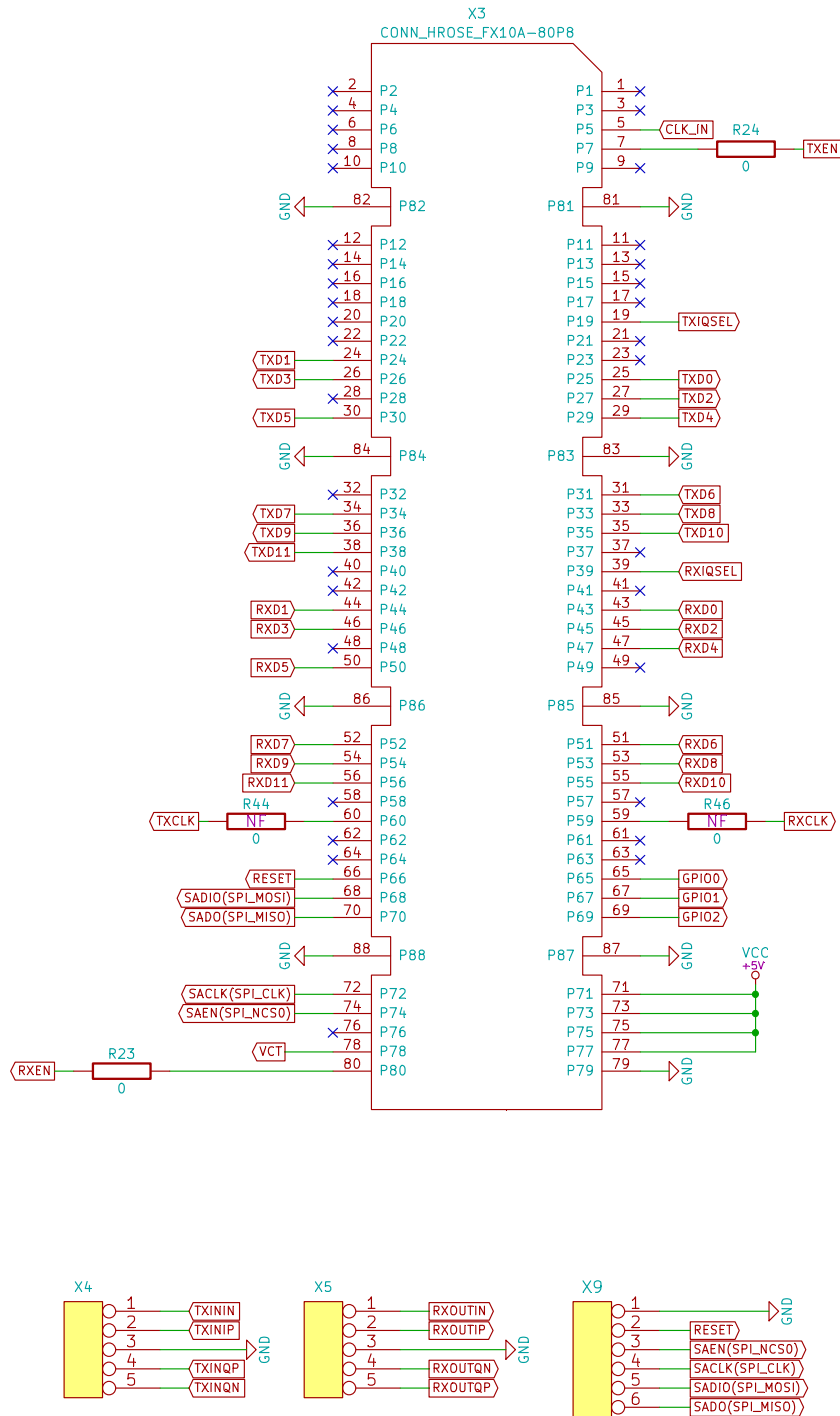 X3
CONN_HROSE_FX10A-80P8
2 P2 P1 1
4 P4 P3 3
6 P6 P5 5 CLK_IN R24
8 P8 P7 7 TXEN
10 P10 P9 9 0
GND 82 P82 P81 81 GND
12 P12 P11 11
14 P14 P13 13
16 P16 P15 15
18 P18 P17 17
20 P20 P19 19 TXIQSEL
22 P22 P21 21
TXD1 24 P24 P23 23
TXD3 26 P26 P25 25 TXD0
28 P28 P27 27 TXD2
TXD5 30 P30 P29 29 TXD4
GND 84 P84 P83 83 GND
32 P32 P31 31 TXD6
TXD7 34 P34 P33 33 TXD8
TXD9 36 P36 P35 35 TXD10
TXD11 38 P38 P37 37
40 P40 P39 39 RXIQSEL
42 P42 P41 41
RXD1 44 P44 P43 43 RXD0
RXD3 46 P46 P45 45 RXD2
48 P48 P47 47 RXD4
RXD5 50 P50 P49 49
GND 86 P86 P85 85 GND
RXD7 52 P52 P51 51 RXD6
RXD9 54 P54 P53 53 RXD8
RXD11 56 P56 P55 55 RXD10
R44 58 P58 P57 57 R46
TXCLK NF 60 P60 P59 59 NF RXCLK
0 62 P62 P61 61 0
64 P64 P63 63
RESET 66 P66 P65 65 GPIO0
SADIO(SPI_MOSI) 68 P68 P67 67 GPIO1
SADO(SPI_MISO) 70 P70 P69 69 GPIO2
GND 88 P88 P87 87 GND
VCC
+5V
SACLK(SPI_CLK) 72 P72 P71 71
SAEN(SPI_NCS0) 74 P74 P73 73
76 P76 P75 75
R23 VCT 78 P78 P77 77
RXEN 80 P80 P79 79 GND
0
X4
1 TXININ
2 TXINIP
3 GND
4 TXINQP
5 TXINQN
X5
1 RXOUTIN
2 RXOUTIP
3 GND
4 RXOUTQN
5 RXOUTQP
X9
1 GND
2 RESET
3 SAEN(SPI_NCS0)
4 SACLK(SPI_CLK)
5 SADIO(SPI_MOSI)
6 SADO(SPI_MISO)